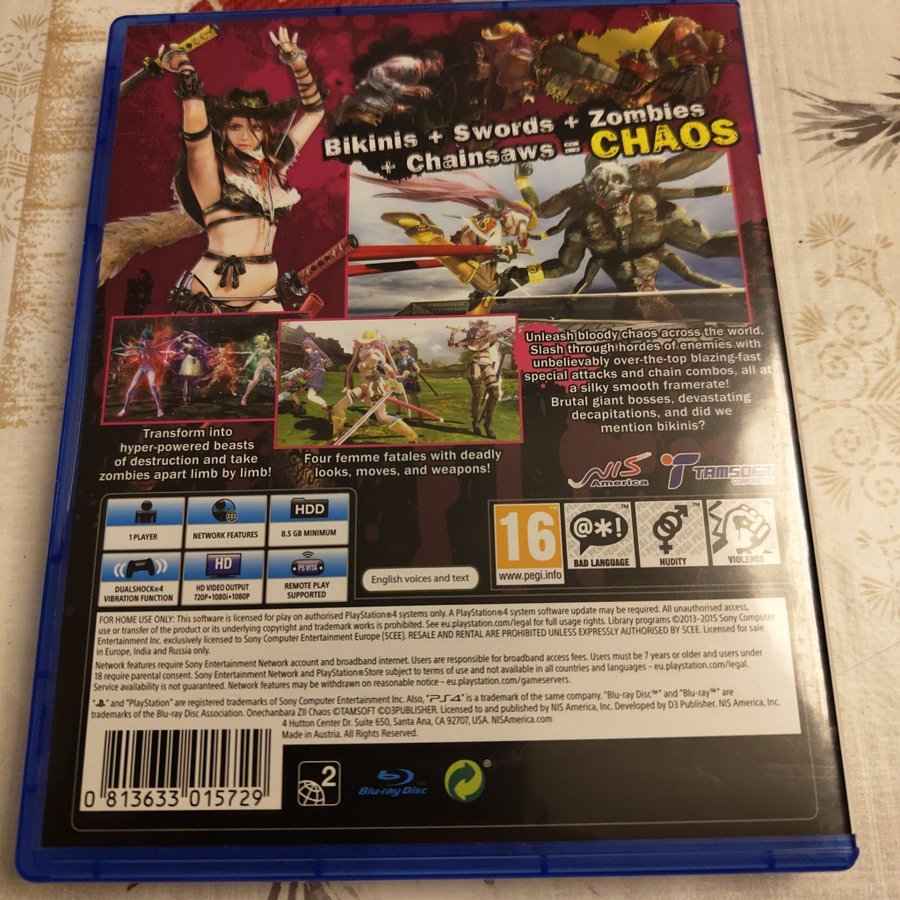 Bikinis + Swords + Zombies
+ Chainsaws = CHAOS
Unleash bloody chaos across the world.
Slash through hordes of enemies with
unbelievably over-the-top blazing-fast
special attacks and chain combos, all at
a silky smooth framerate!
Brutal giant bosses, devastating
decapitations, and did we
mention bikinis?
Transform into
hyper-powered beasts
of destruction and take
zombies apart limb by limb!
Four femme fatales with deadly
looks, moves, and weapons!
NIS
America
TAMSOFT
CORPORATION
1 PLAYER
NETWORK FEATURES
HDD
8.5 GB MINIMUM
DUALSHOCK®4
VIBRATION FUNCTION
HD
HD VIDEO OUTPUT
720p•1080i•1080p
PS VITA
REMOTE PLAY
SUPPORTED
English voices and text
16
www.pegi.info
@*!
BAD LANGUAGE
NUDITY
VIOLENCE
FOR HOME USE ONLY: This software is licensed for play on authorised PlayStation®4 systems only. A PlayStation®4 system software update may be required. All unauthorised access,
use or transfer of the product or its underlying copyright and trademark works is prohibited. See eu.playstation.com/legal for full usage rights. Library programs ©2013-2015 Sony Computer
Entertainment Inc. exclusively licensed to Sony Computer Entertainment Europe (SCEE). RESALE AND RENTAL ARE PROHIBITED UNLESS EXPRESSLY AUTHORISED BY SCEE. Licensed for sale
in Europe, India and Russia only.
Network features require Sony Entertainment Network account and broadband internet. Users are responsible for broadband access fees. Users must be 7 years or older and users under
18 require parental consent. Sony Entertainment Network and PlayStation®Store subject to terms of use and not available in all countries and languages – eu.playstation.com/legal.
Service availability is not guaranteed. Network features may be withdrawn on reasonable notice – eu.playstation.com/gameservers.
" " and "PlayStation" are registered trademarks of Sony Computer Entertainment Inc. Also, "PS4" is a trademark of the same company. "Blu-ray Disc™" and "Blu-ray™" are
trademarks of the Blu-ray Disc Association. Onechanbara ZII Chaos ©TAMSOFT ©D3PUBLISHER. Licensed to and published by NIS America, Inc. Developed by D3 Publisher. NIS America, Inc.
4 Hutton Center Dr. Suite 650, Santa Ana, CA 92707, USA. NISAmerica.com
Made in Austria. All Rights Reserved.
0 813633 015729
2
Blu-ray Disc™
®